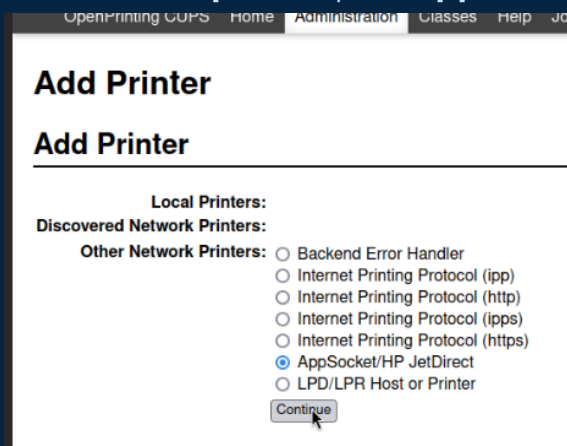 OpenPrinting CUPS Home Administration Classes Help
Add Printer
Add Printer
Local Printers:
Discovered Network Printers:
Other Network Printers:
Backend Error Handler
Internet Printing Protocol (ipp)
Internet Printing Protocol (http)
Internet Printing Protocol (ipps)
Internet Printing Protocol (https)
AppSocket/HP JetDirect
LPD/LPR Host or Printer
Continue